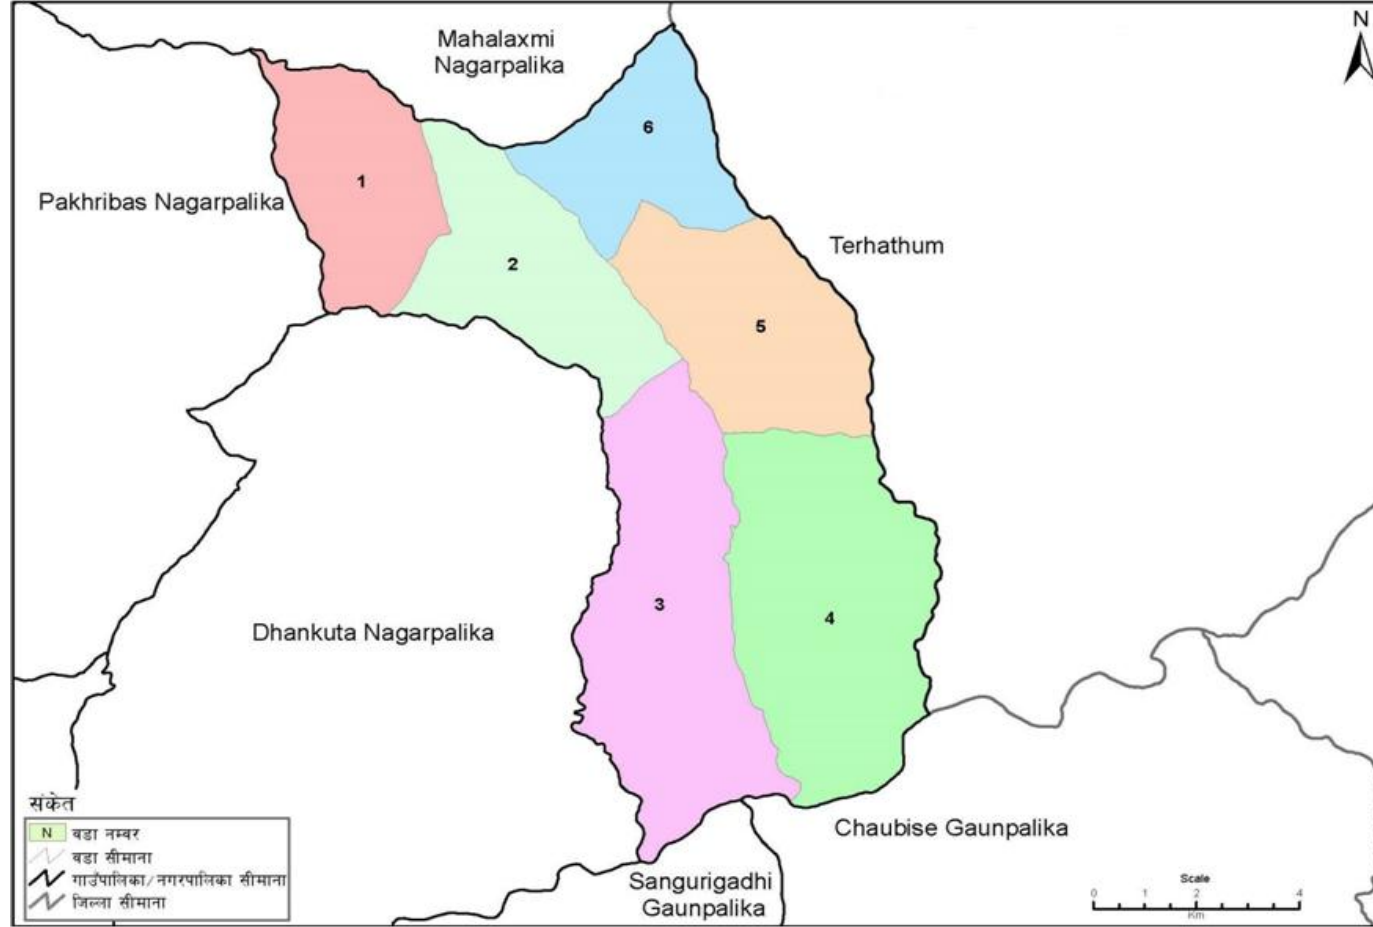 N
Mahalaxmi
Nagarpalika
6
1
Pakhribas Nagarpalika
Terhathum
2
5
3
4
Dhankuta Nagarpalika
संकेत
N वडा नम्बर
वडा सीमाना
गाउँपालिका/नगरपालिका सीमाना
जिल्ला सीमाना
Chaubise Gaunpalika
Sangurigadhi
Gaunpalika
Scale
0 1 2 4
Km